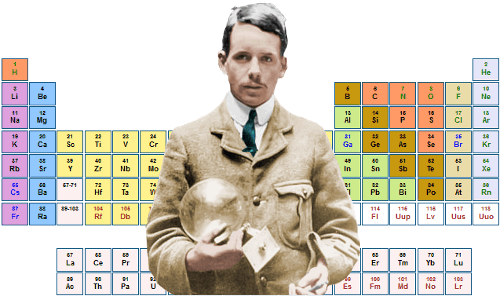 1 2
H He
3 4 5 6 7 8 9 10
Li Be B C N O F Ne
11 12 13 14 15 16 17 18
Na Mg Al Si P S Cl Ar
19 20 21 22 23 24 31 32 33 34 35 36
K Ca Sc Ti V Cr Ga Ge As Se Br Kr
37 38 39 40 41 42 49 50 51 52 53 54
Rb Sr Y Zr Nb Mo In Sn Sb Te I Xe
55 56 57-71 72 73 74 81 82 83 84 85 86
Cs Ba Hf Ta W Tl Pb Bi Po At Rn
87 88 89-103 104 105 114 115 116 117 118
Fr Ra Rf Db Fl Uup Lv Uus Uuo
57 58 59 68 69 70 71
La Ce Pr Er Tm Yb Lu
89 90 91 92 99 100 101 102 103
Ac Th Pa U Es Fm Md No Lr